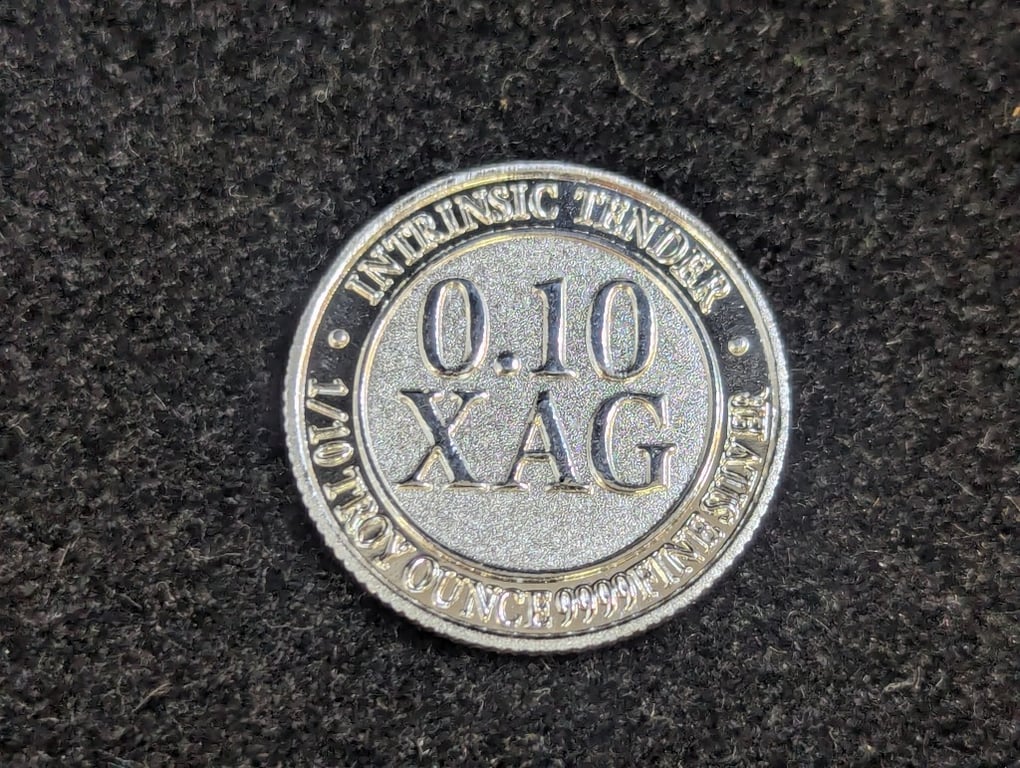 INTRINSIC TENDER
0.10
XAG
1/10 TROY OUNCE 9999 FINE SILVER